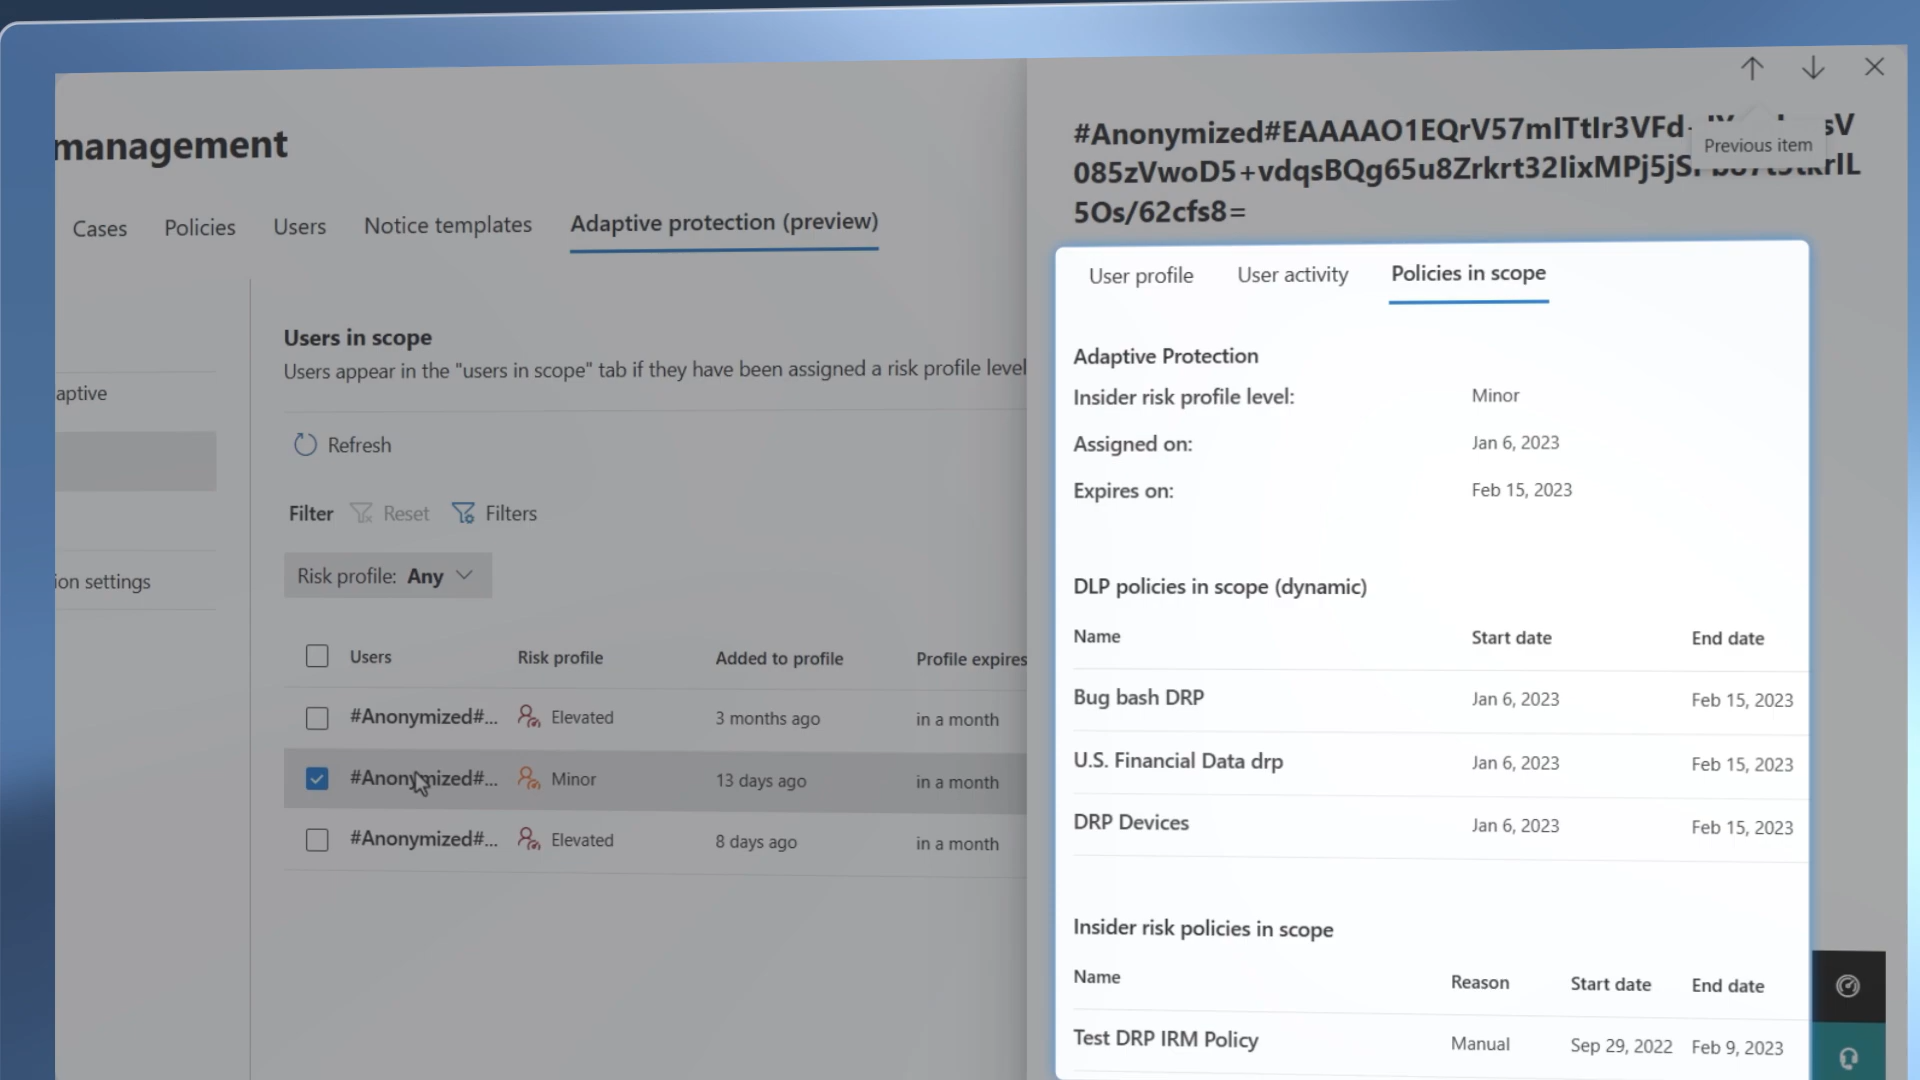 management
Cases Policies Users Notice templates Adaptive protection (preview)
aptive
ion settings
Users in scope
Users appear in the "users in scope" tab if they have been assigned a risk profile level
Refresh
Filter Reset Filters
Risk profile: Any
Users Risk profile Added to profile Profile expires
#Anonymized#... Elevated 3 months ago in a month
#Anonymized#... Minor 13 days ago in a month
#Anonymized#... Elevated 8 days ago in a month
Previous item
5Os/62cfs8=
User profile User activity Policies in scope
Adaptive Protection
Insider risk profile level: Minor
Assigned on: Jan 6, 2023
Expires on: Feb 15, 2023
DLP policies in scope (dynamic)
Name Start date End date
Bug bash DRP Jan 6, 2023 Feb 15, 2023
U.S. Financial Data drp Jan 6, 2023 Feb 15, 2023
DRP Devices Jan 6, 2023 Feb 15, 2023
Insider risk policies in scope
Name Reason Start date End date
Test DRP IRM Policy Manual Sep 29, 2022 Feb 9, 2023